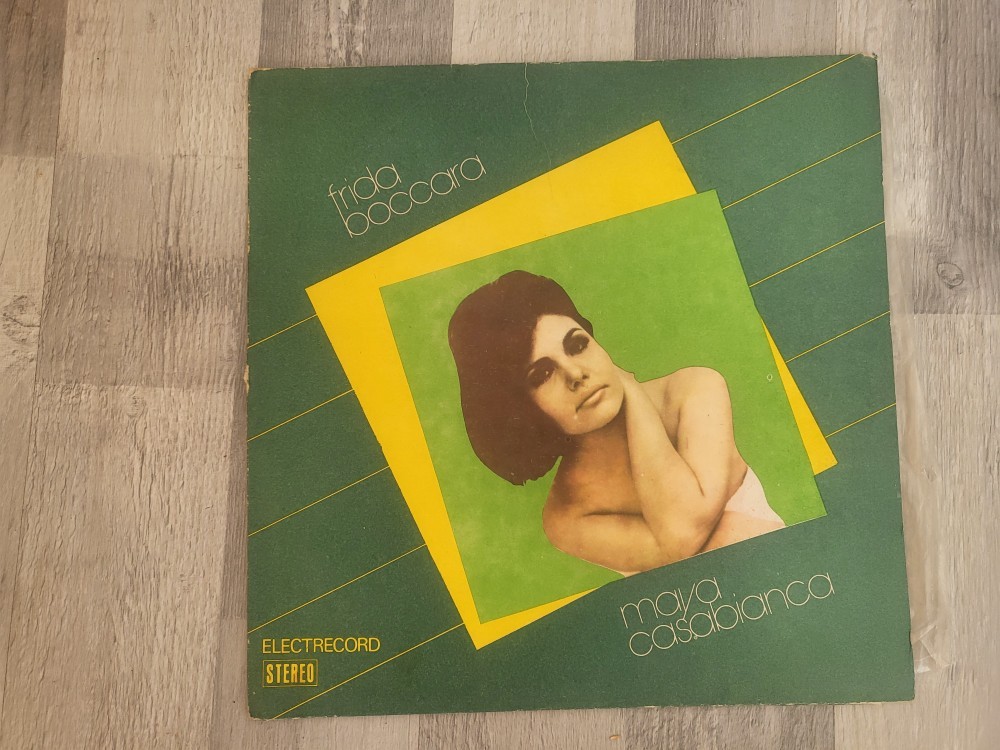 frida
boccara
maya
casabianca
ELECTRECORD
STEREO